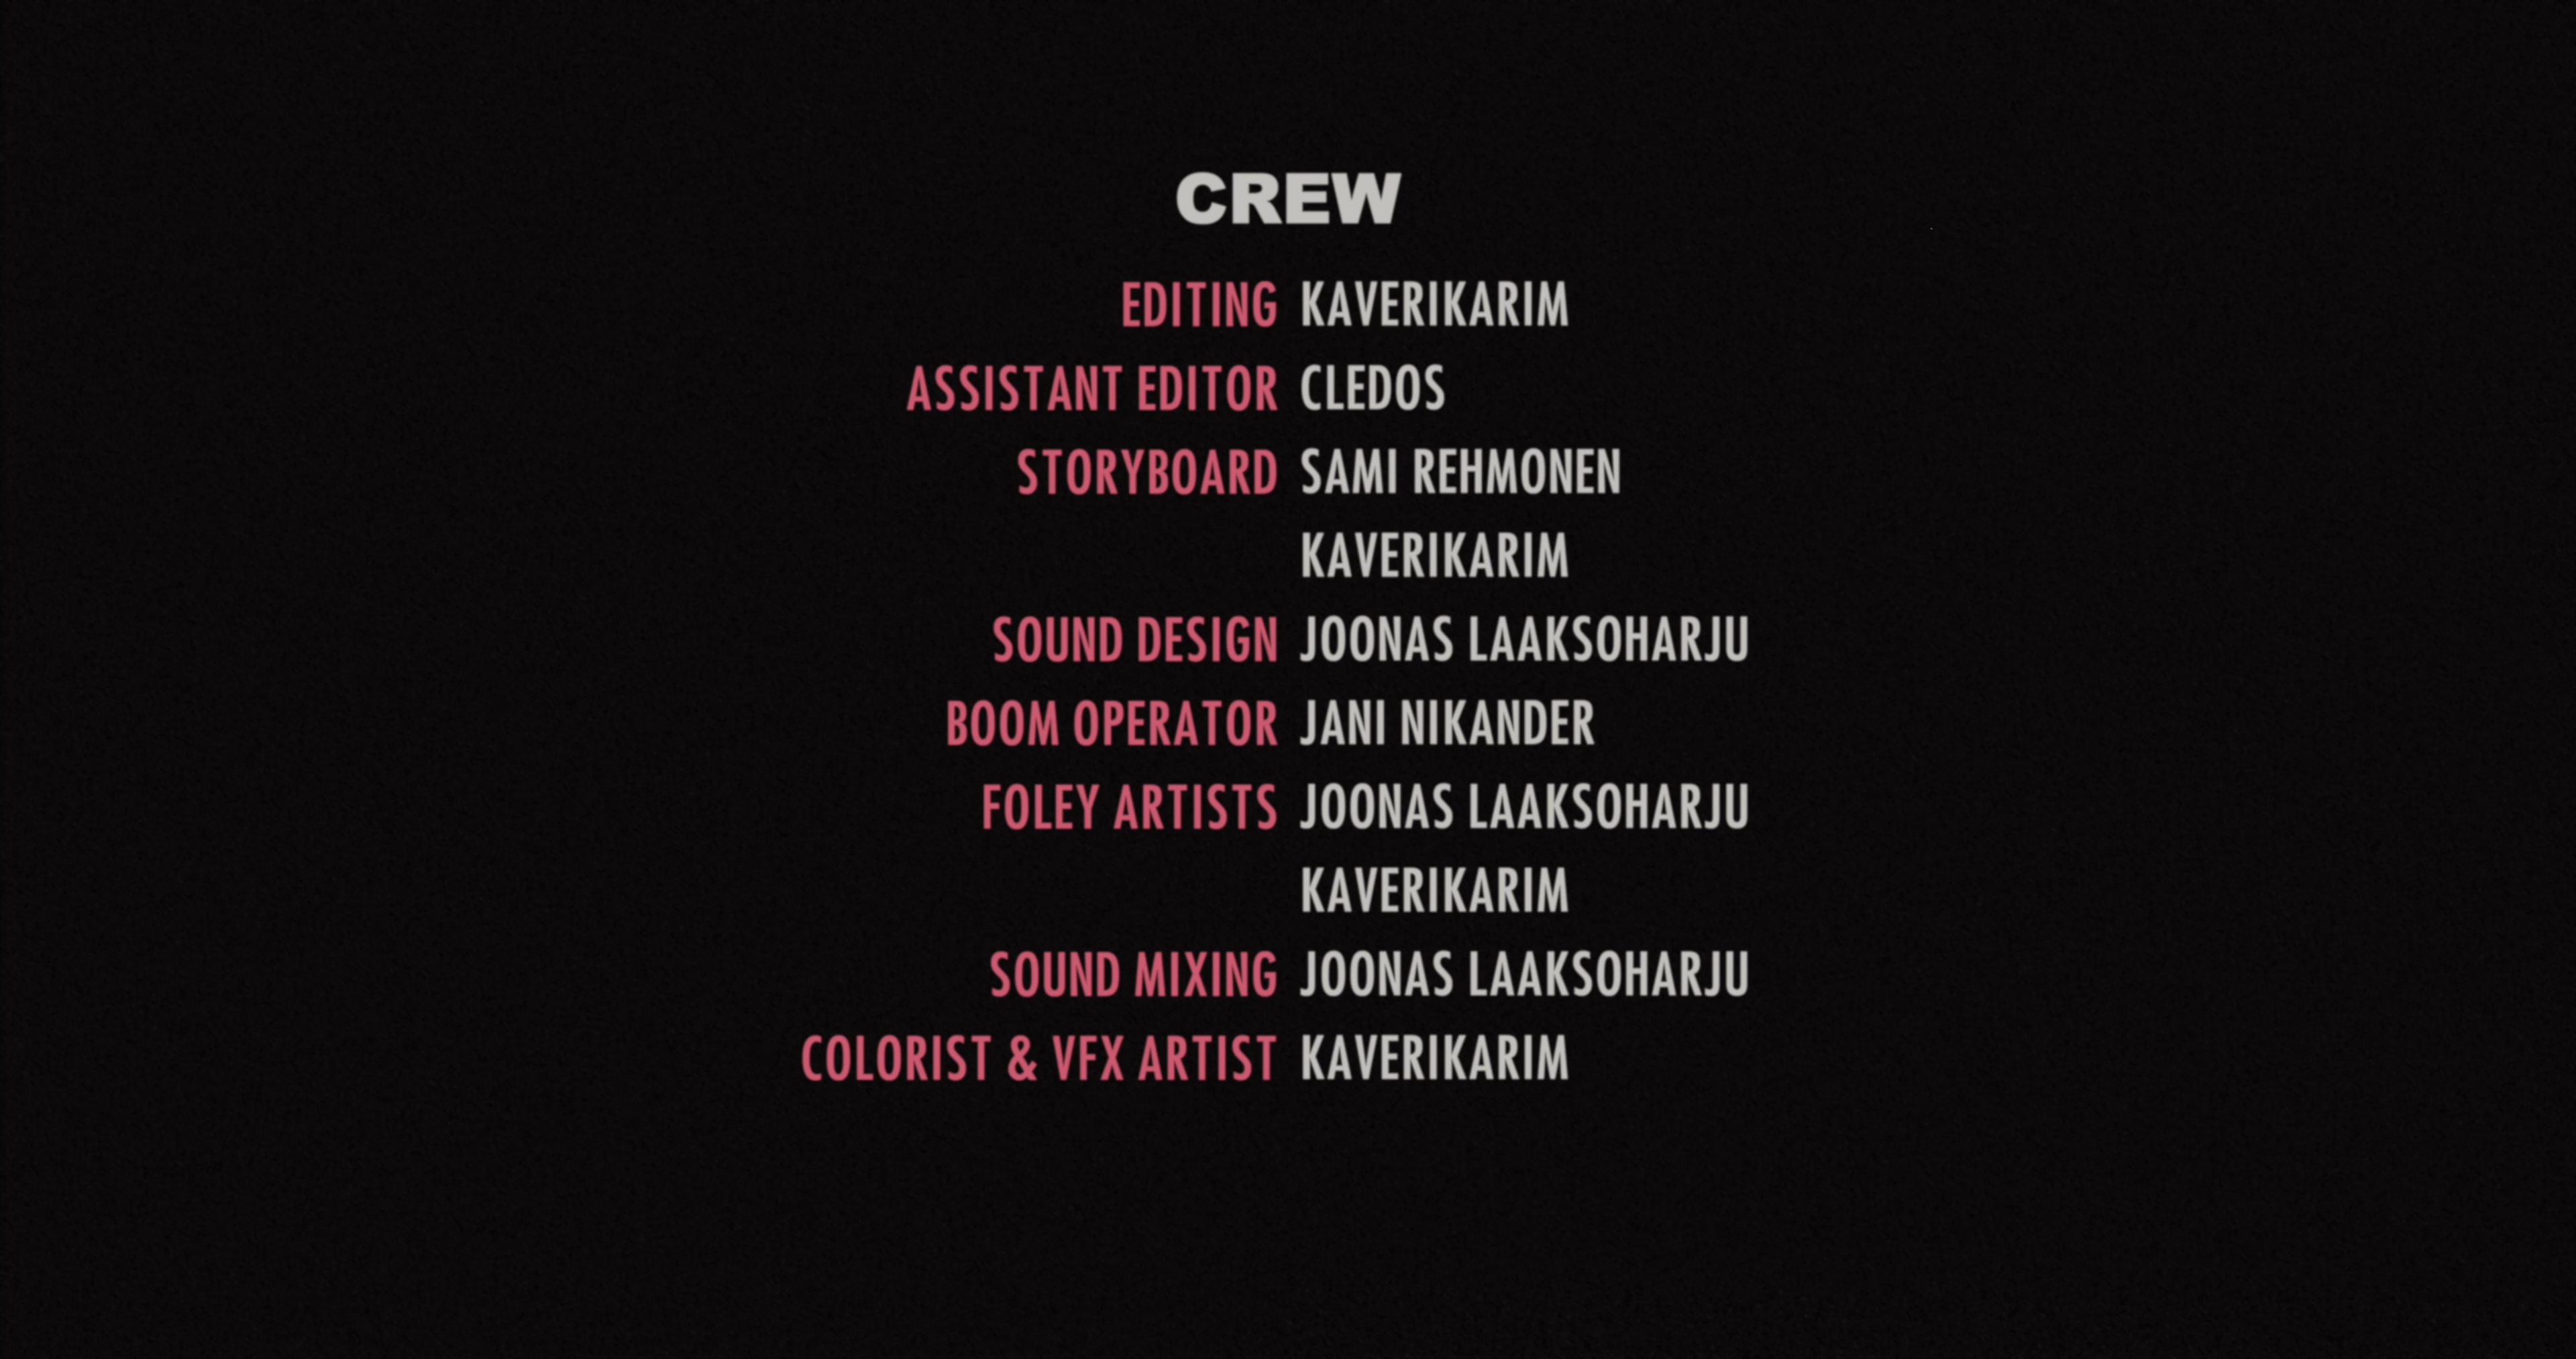 CREW
EDITING KAVERIKARIM
ASSISTANT EDITOR CLEDOS
STORYBOARD SAMI REHMONEN
KAVERIKARIM
SOUND DESIGN JOONAS LAAKSOHARJU
BOOM OPERATOR JANI NIKANDER
FOLEY ARTISTS JOONAS LAAKSOHARJU
KAVERIKARIM
SOUND MIXING JOONAS LAAKSOHARJU
COLORIST & VFX ARTIST KAVERIKARIM